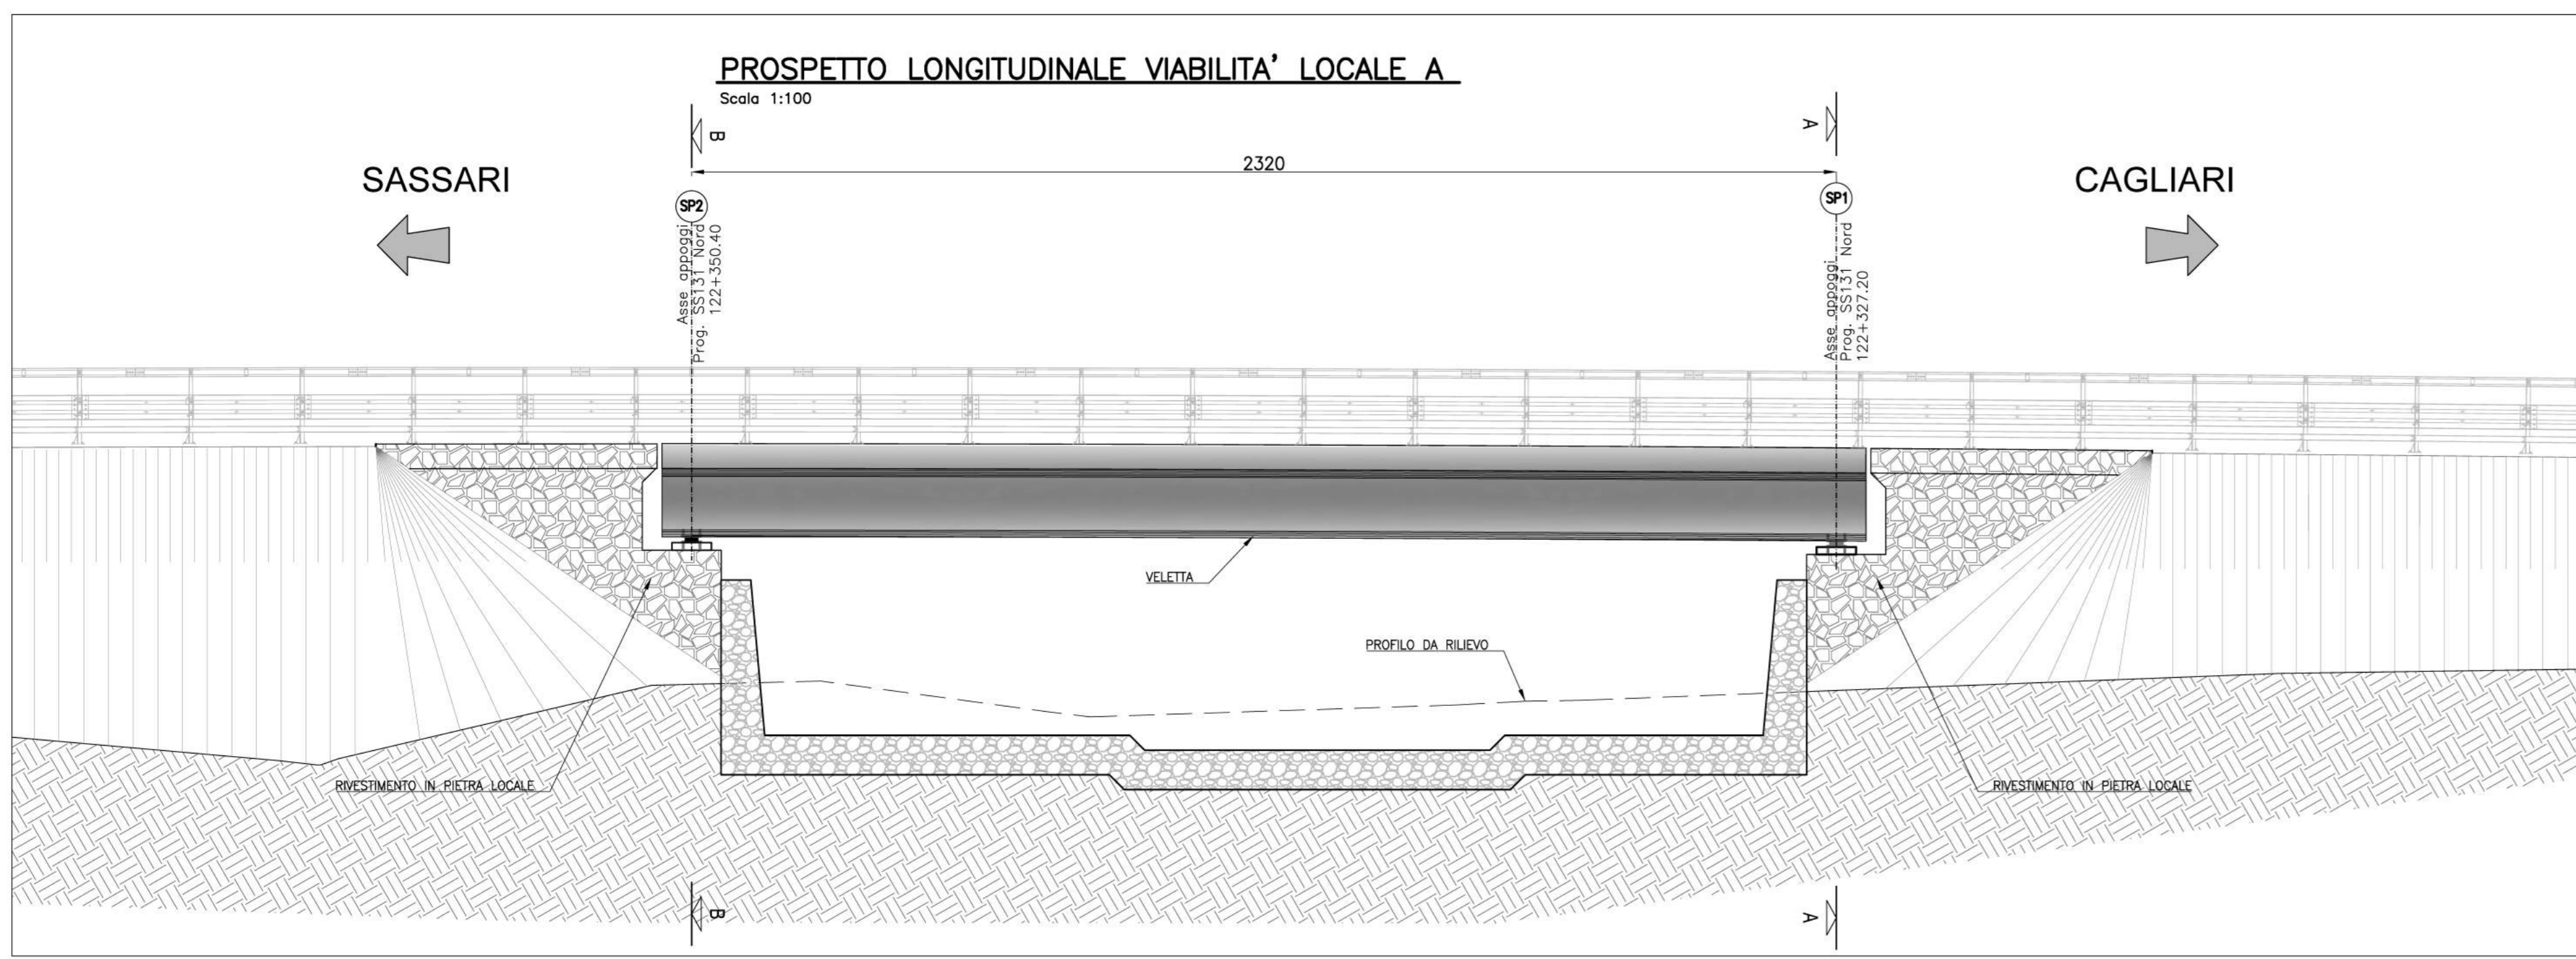 PROSPETTO LONGITUDINALE VIABILITA' LOCALE A
Scala 1:100
B
A
2320
SASSARI
CAGLIARI
SP2
Asse appoggi
Prog. SS131 Nord
122+350.40
SP1
Asse appoggi
Prog. SS131 Nord
122+327.20
VELETTA
PROFILO DA RILIEVO
RIVESTIMENTO IN PIETRA LOCALE
RIVESTIMENTO IN PIETRA LOCALE
B
A